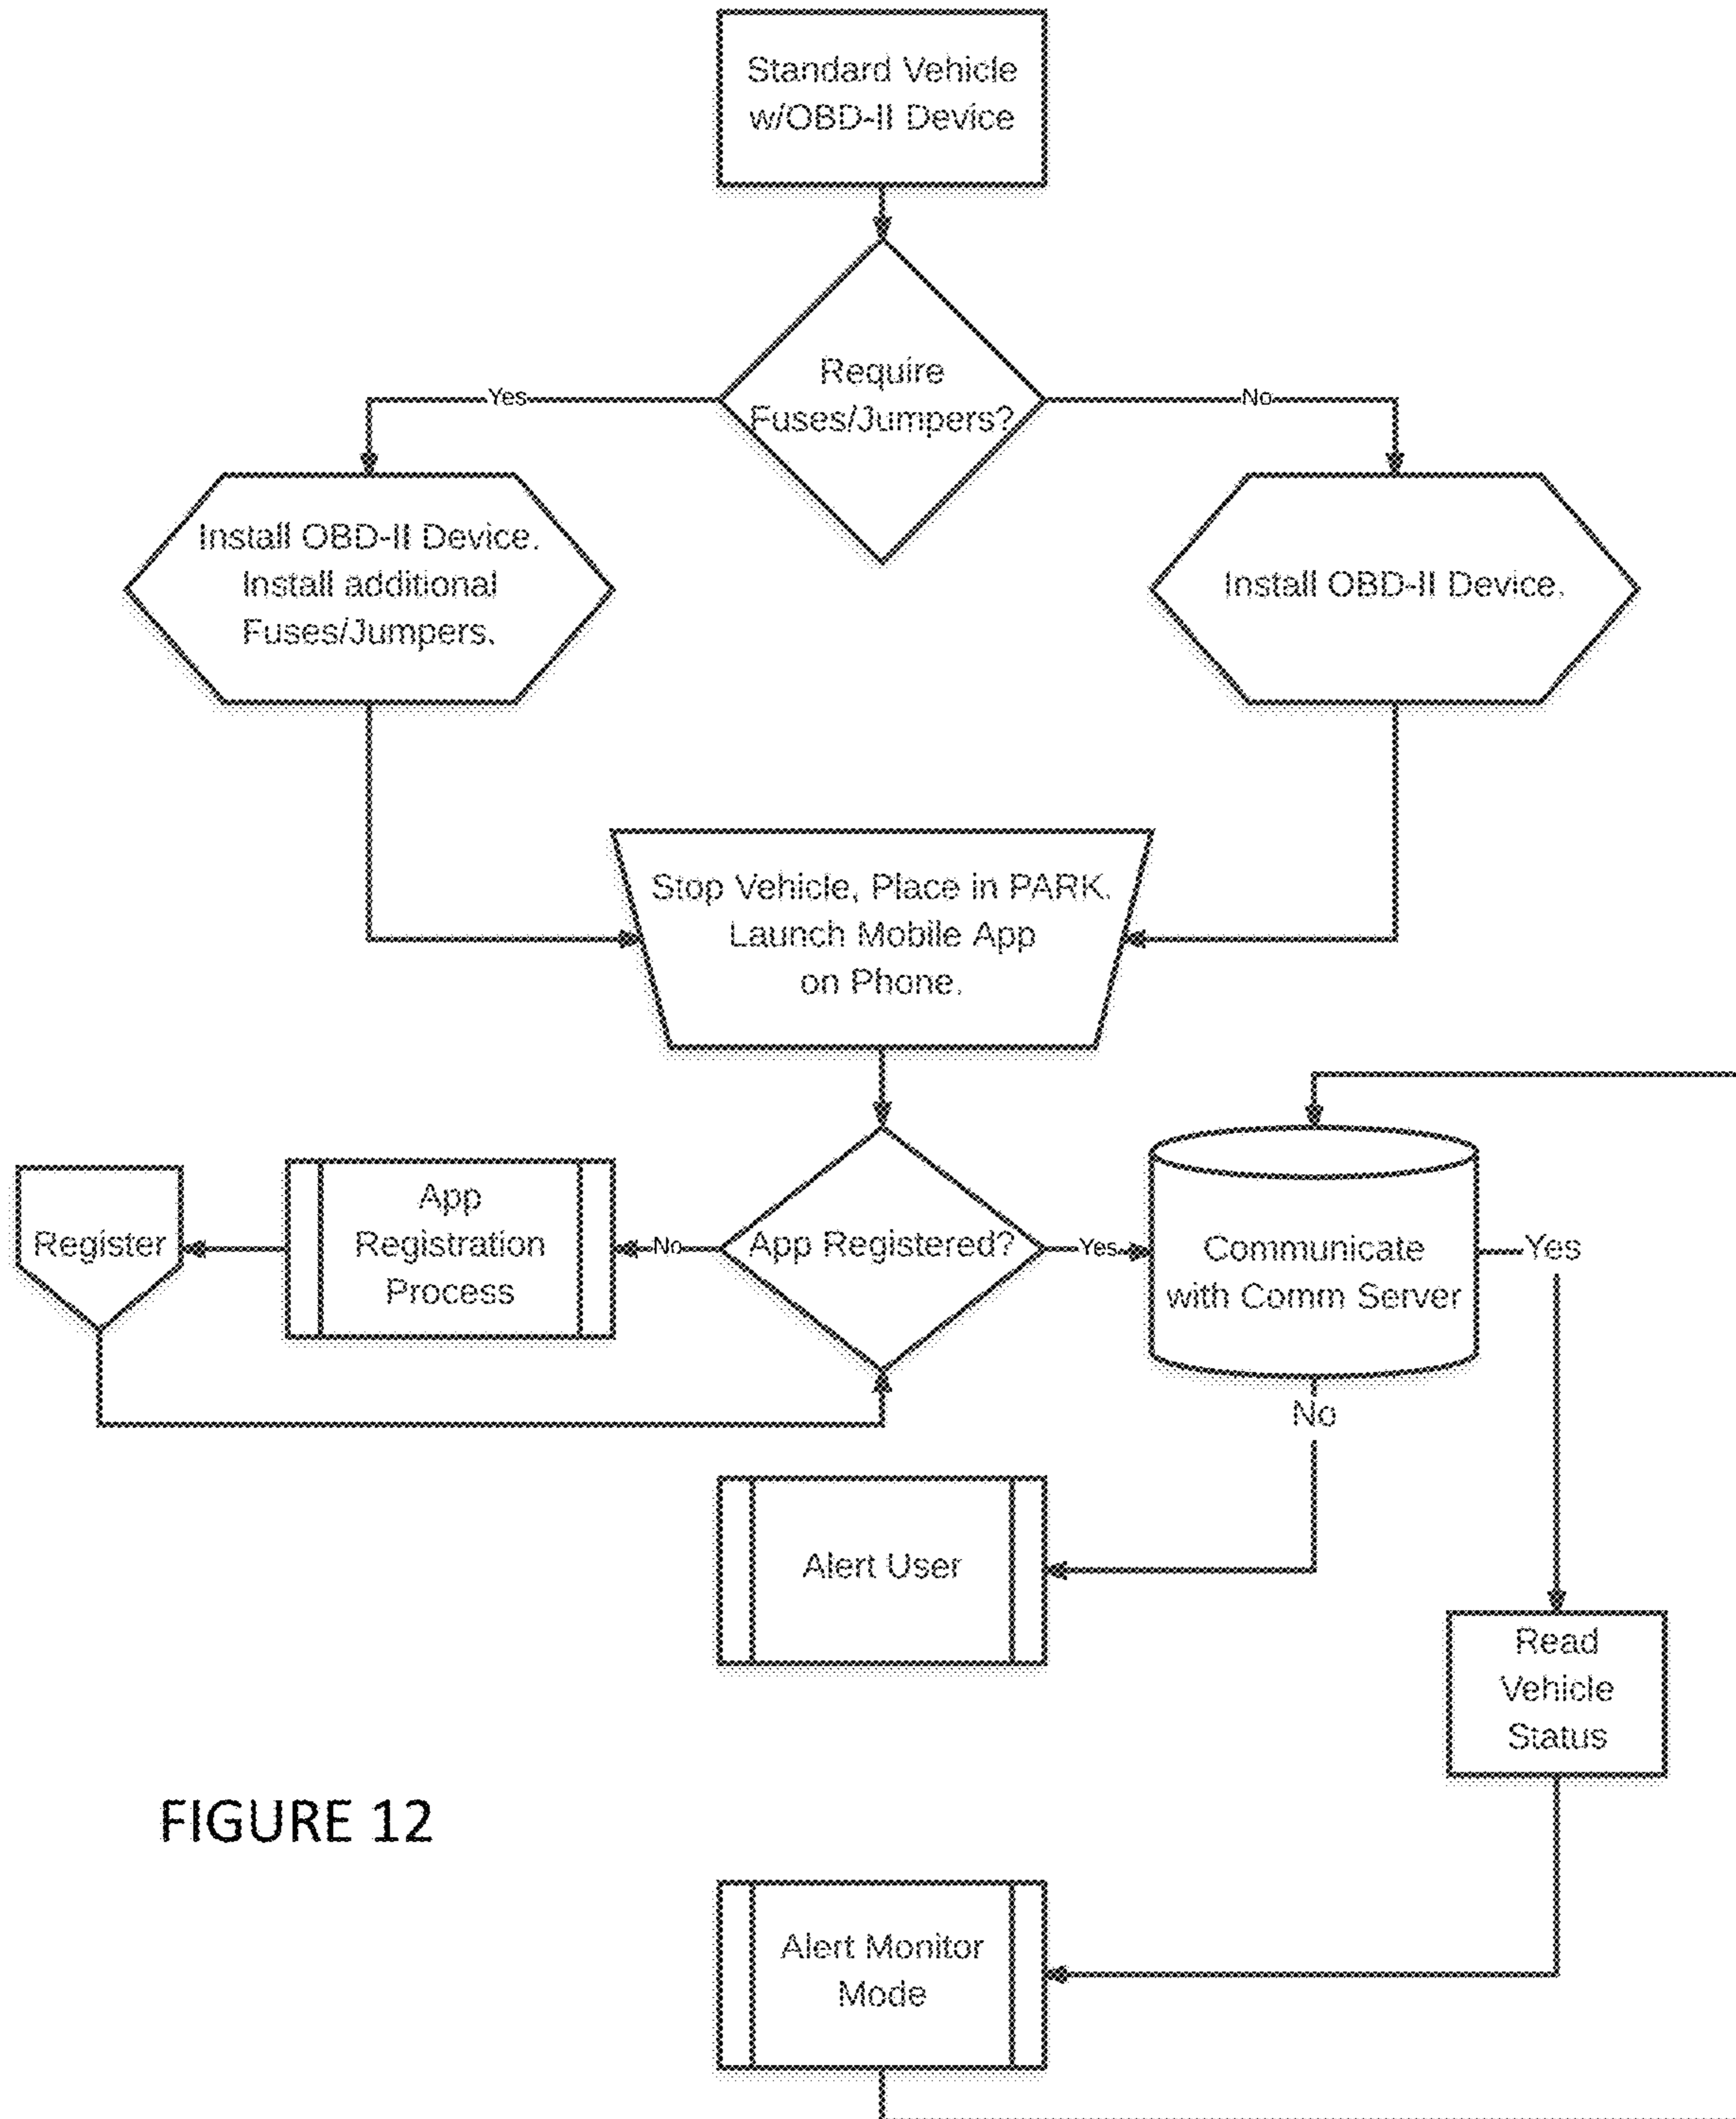 Standard Vehicle
w/OBD-II Device
Require
Fuses/Jumpers?
Yes
No
Install OBD-II Device.
Install additional
Fuses/Jumpers.
Install OBD-II Device.
Stop Vehicle, Place in PARK.
Launch Mobile App
on Phone.
Register
App
Registration
Process
No
App Registered?
Yes
Communicate
with Comm Server
Yes
No
Alert User
Read
Vehicle
Status
FIGURE 12
Alert Monitor
Mode